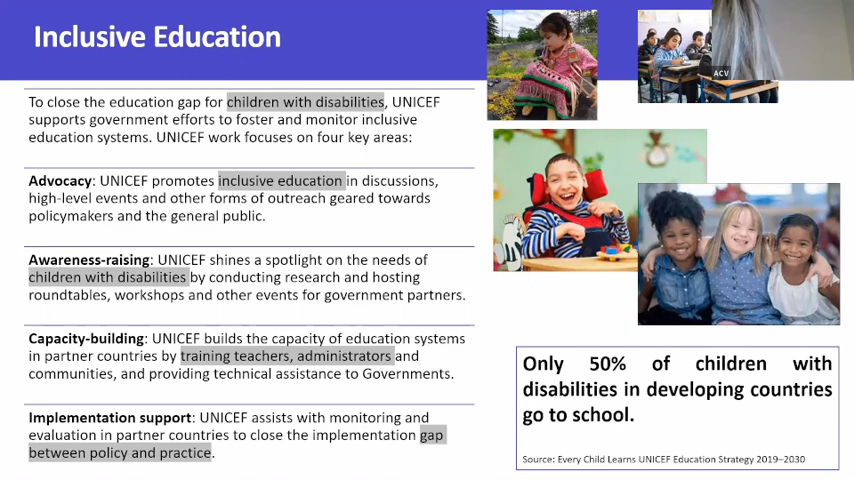 Inclusive Education
To close the education gap for children with disabilities, UNICEF
supports government efforts to foster and monitor inclusive
education systems. UNICEF work focuses on four key areas:
Advocacy: UNICEF promotes inclusive education in discussions,
high-level events and other forms of outreach geared towards
policymakers and the general public.
Awareness-raising: UNICEF shines a spotlight on the needs of
children with disabilities by conducting research and hosting
roundtables, workshops and other events for government partners.
Capacity-building: UNICEF builds the capacity of education systems
in partner countries by training teachers, administrators and
communities, and providing technical assistance to Governments.
Implementation support: UNICEF assists with monitoring and
evaluation in partner countries to close the implementation gap
between policy and practice.
ACV
Only 50% of children with
disabilities in developing countries
go to school.
Source: Every Child Learns UNICEF Education Strategy 2019–2030